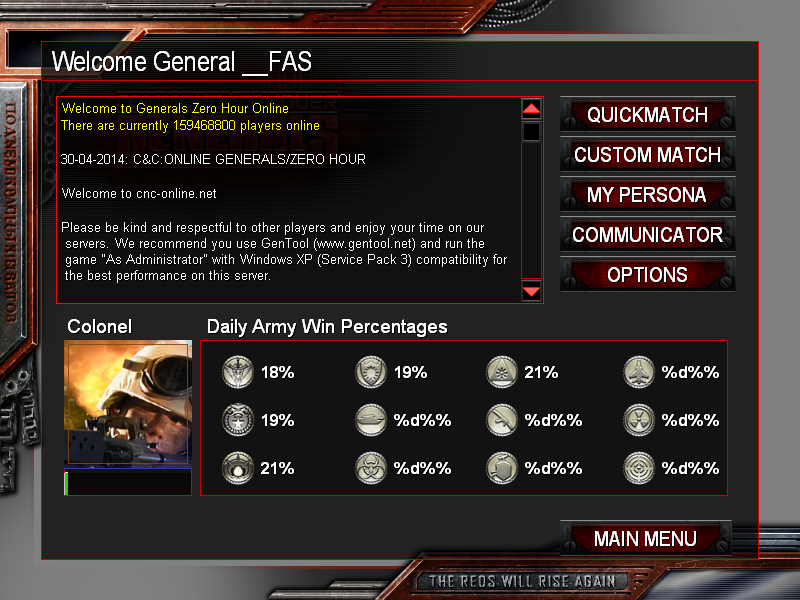 Welcome General __FAS
Welcome to Generals Zero Hour Online
There are currently 159468800 players online
30-04-2014: C&C:ONLINE GENERALS/ZERO HOUR
Welcome to cnc-online.net
Please be kind and respectful to other players and enjoy your time on our
servers. We recommend you use GenTool (www.gentool.net) and run the
game "As Administrator" with Windows XP (Service Pack 3) compatibility for
the best performance on this server.
QUICKMATCH
CUSTOM MATCH
MY PERSONA
COMMUNICATOR
OPTIONS
Colonel
Daily Army Win Percentages
18% 19% 21% %d%%
19% %d%% %d%% %d%%
21% %d%% %d%% %d%%
MAIN MENU
THE REDS WILL RISE AGAIN